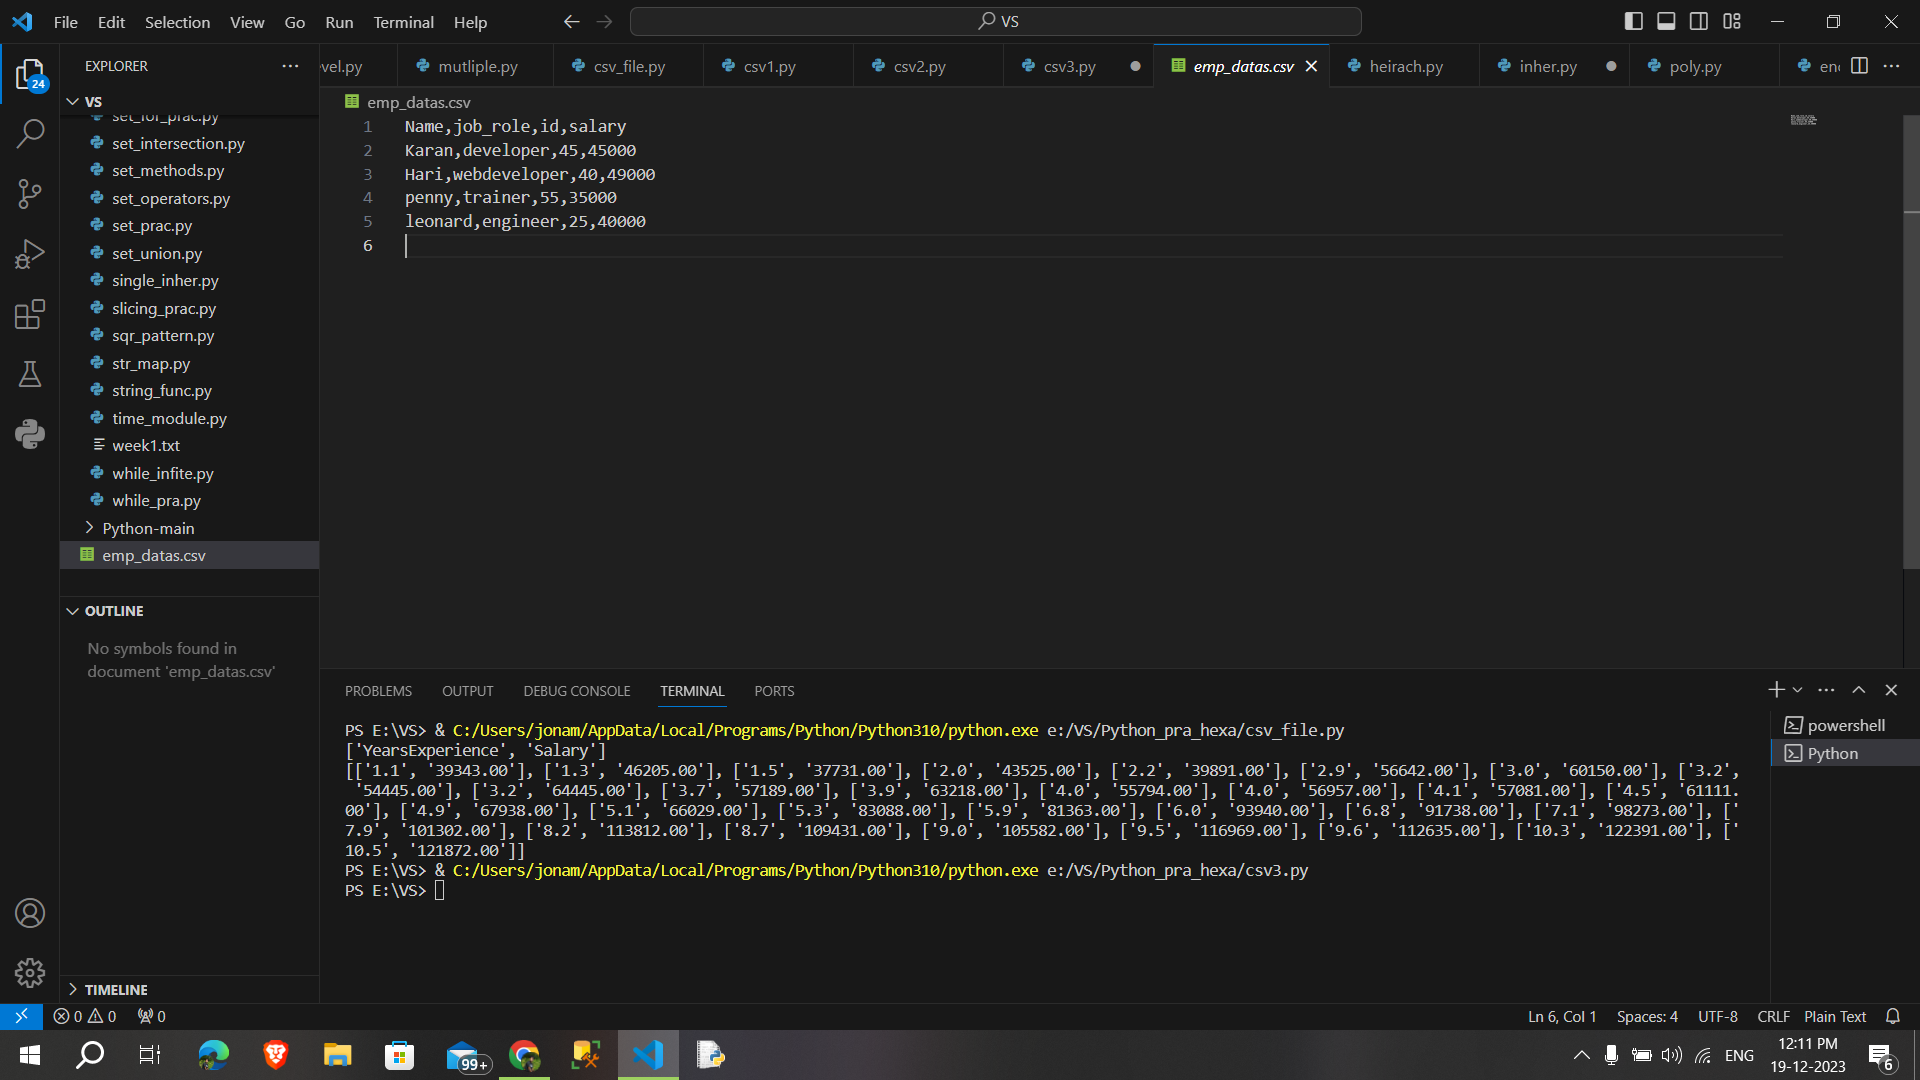 File Edit Selection View Go Run Terminal Help
VS
EXPLORER
24
evel.py mutliple.py csv_file.py csv1.py csv2.py csv3.py emp_datas.csv heirach.py inher.py poly.py
VS
set_for_prac.py
set_intersection.py
set_methods.py
set_operators.py
set_prac.py
set_union.py
single_inher.py
slicing_prac.py
sqr_pattern.py
str_map.py
string_func.py
time_module.py
week1.txt
while_infite.py
while_pra.py
Python-main
emp_datas.csv
OUTLINE
No symbols found in
document 'emp_datas.csv'
TIMELINE
emp_datas.csv
1 Name,job_role,id,salary
2 Karan,developer,45,45000
3 Hari,webdeveloper,40,49000
4 penny,trainer,55,35000
5 leonard,engineer,25,40000
6
PROBLEMS OUTPUT DEBUG CONSOLE TERMINAL PORTS
PS E:\VS> & C:/Users/jonam/AppData/Local/Programs/Python/Python310/python.exe e:/VS/Python_pra_hexa/csv_file.py
['YearsExperience', 'Salary']
[['1.1', '39343.00'], ['1.3', '46205.00'], ['1.5', '37731.00'], ['2.0', '43525.00'], ['2.2', '39891.00'], ['2.9', '56642.00'], ['3.0', '60150.00'], ['3.2',
'54445.00'], ['3.2', '64445.00'], ['3.7', '57189.00'], ['3.9', '63218.00'], ['4.0', '55794.00'], ['4.0', '56957.00'], ['4.1', '57081.00'], ['4.5', '61111.
00'], ['4.9', '67938.00'], ['5.1', '66029.00'], ['5.3', '83088.00'], ['5.9', '81363.00'], ['6.0', '93940.00'], ['6.8', '91738.00'], ['7.1', '98273.00'], ['
7.9', '101302.00'], ['8.2', '113812.00'], ['8.7', '109431.00'], ['9.0', '105582.00'], ['9.5', '116969.00'], ['9.6', '112635.00'], ['10.3', '122391.00'], ['
10.5', '121872.00']]
PS E:\VS> & C:/Users/jonam/AppData/Local/Programs/Python/Python310/python.exe e:/VS/Python_pra_hexa/csv3.py
PS E:\VS>
powershell
Python
0 0 0
Ln 6, Col 1 Spaces: 4 UTF-8 CRLF Plain Text
99+
ENG
12:11 PM
19-12-2023
6